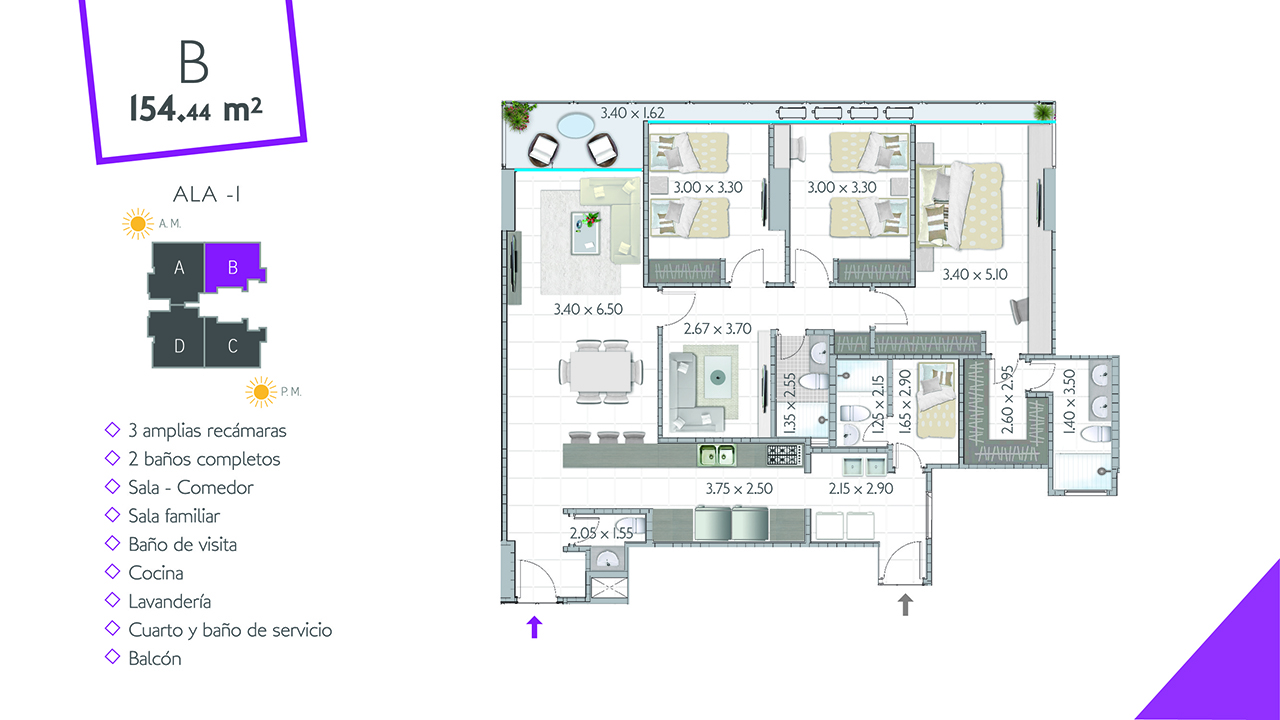 B
154.44 m²
ALA -I
A.M.
A
B
D
C
P.M.
3 amplias recámaras
2 baños completos
Sala - Comedor
Sala familiar
Baño de visita
Cocina
Lavandería
Cuarto y baño de servicio
Balcón
3.40 x 1.62
3.00 x 3.30
3.00 x 3.30
3.40 x 5.10
3.40 x 6.50
2.67 x 3.70
1.35 x 2.55
1.25 x 2.15
1.65 x 2.90
2.60 x 2.95
1.40 x 3.50
3.75 x 2.50
2.15 x 2.90
2.05 x 1.55